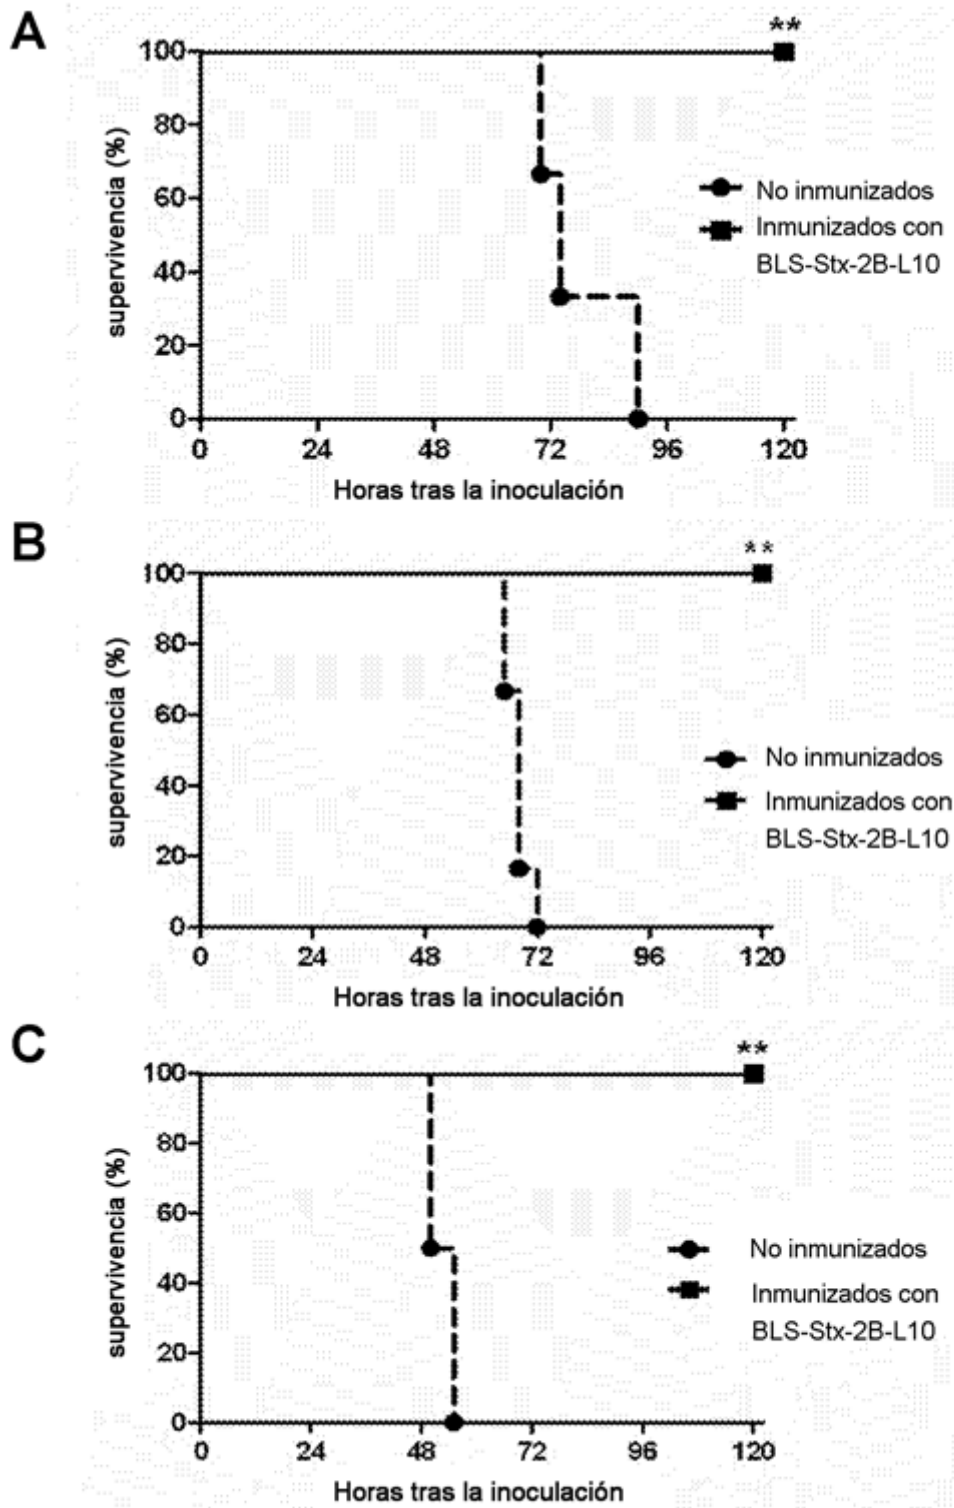 A
**
100
80
60
40
20
0
supervivencia (%)
No inmunizados
Inmunizados con
BLS-Stx-2B-L10
0 24 48 72 96 120
Horas tras la inoculación
B
**
100
80
60
40
20
0
supervivencia (%)
No inmunizados
Inmunizados con
BLS-Stx-2B-L10
0 24 48 72 96 120
Horas tras la inoculación
C
**
100
80
60
40
20
0
supervivencia (%)
No inmunizados
Inmunizados con
BLS-Stx-2B-L10
0 24 48 72 96 120
Horas tras la inoculación